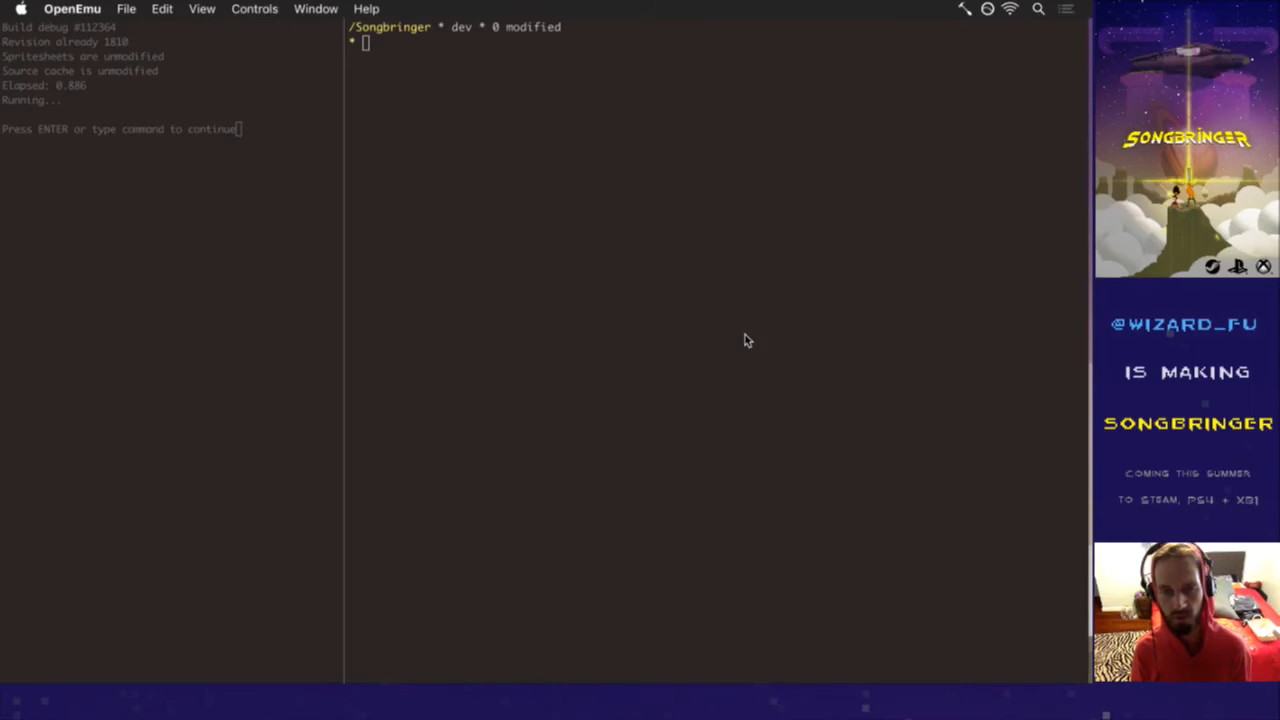 OpenEmu File Edit View Controls Window Help
Build debug #112364
Revision already 1810
Spritesheets are unmodified
Source cache is unmodified
Elapsed: 0.886
Running...
Press ENTER or type command to continue
/Songbringer * dev * 0 modified
*
SONGBRINGER
@WIZARD_FU
IS MAKING
SONGBRINGER
COMING THIS SUMMER
TO STEAM, PS4 + XB1